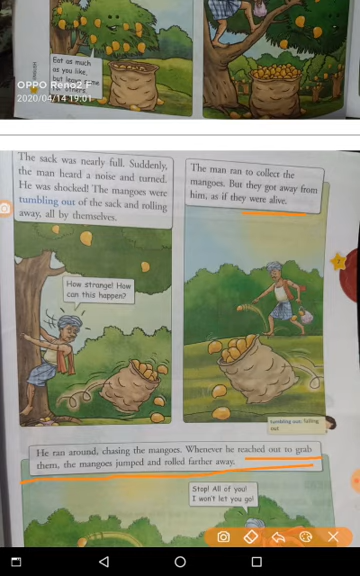 Eat as much
as you like,
but leave some
OPPO Reno2 F
2020/04/14 19:01
The sack was nearly full. Suddenly,
the man heard a noise and turned.
He was shocked! The mangoes were
tumbling out of the sack and rolling
away, all by themselves.
The man ran to collect the
mangoes. But they got away from
him, as if they were alive.
How strange! How
can this happen?
tumbling out: falling
out
He ran around, chasing the mangoes. Whenever he reached out to grab
them, the mangoes jumped and rolled farther away.
Stop! All of you!
I won't let you go!